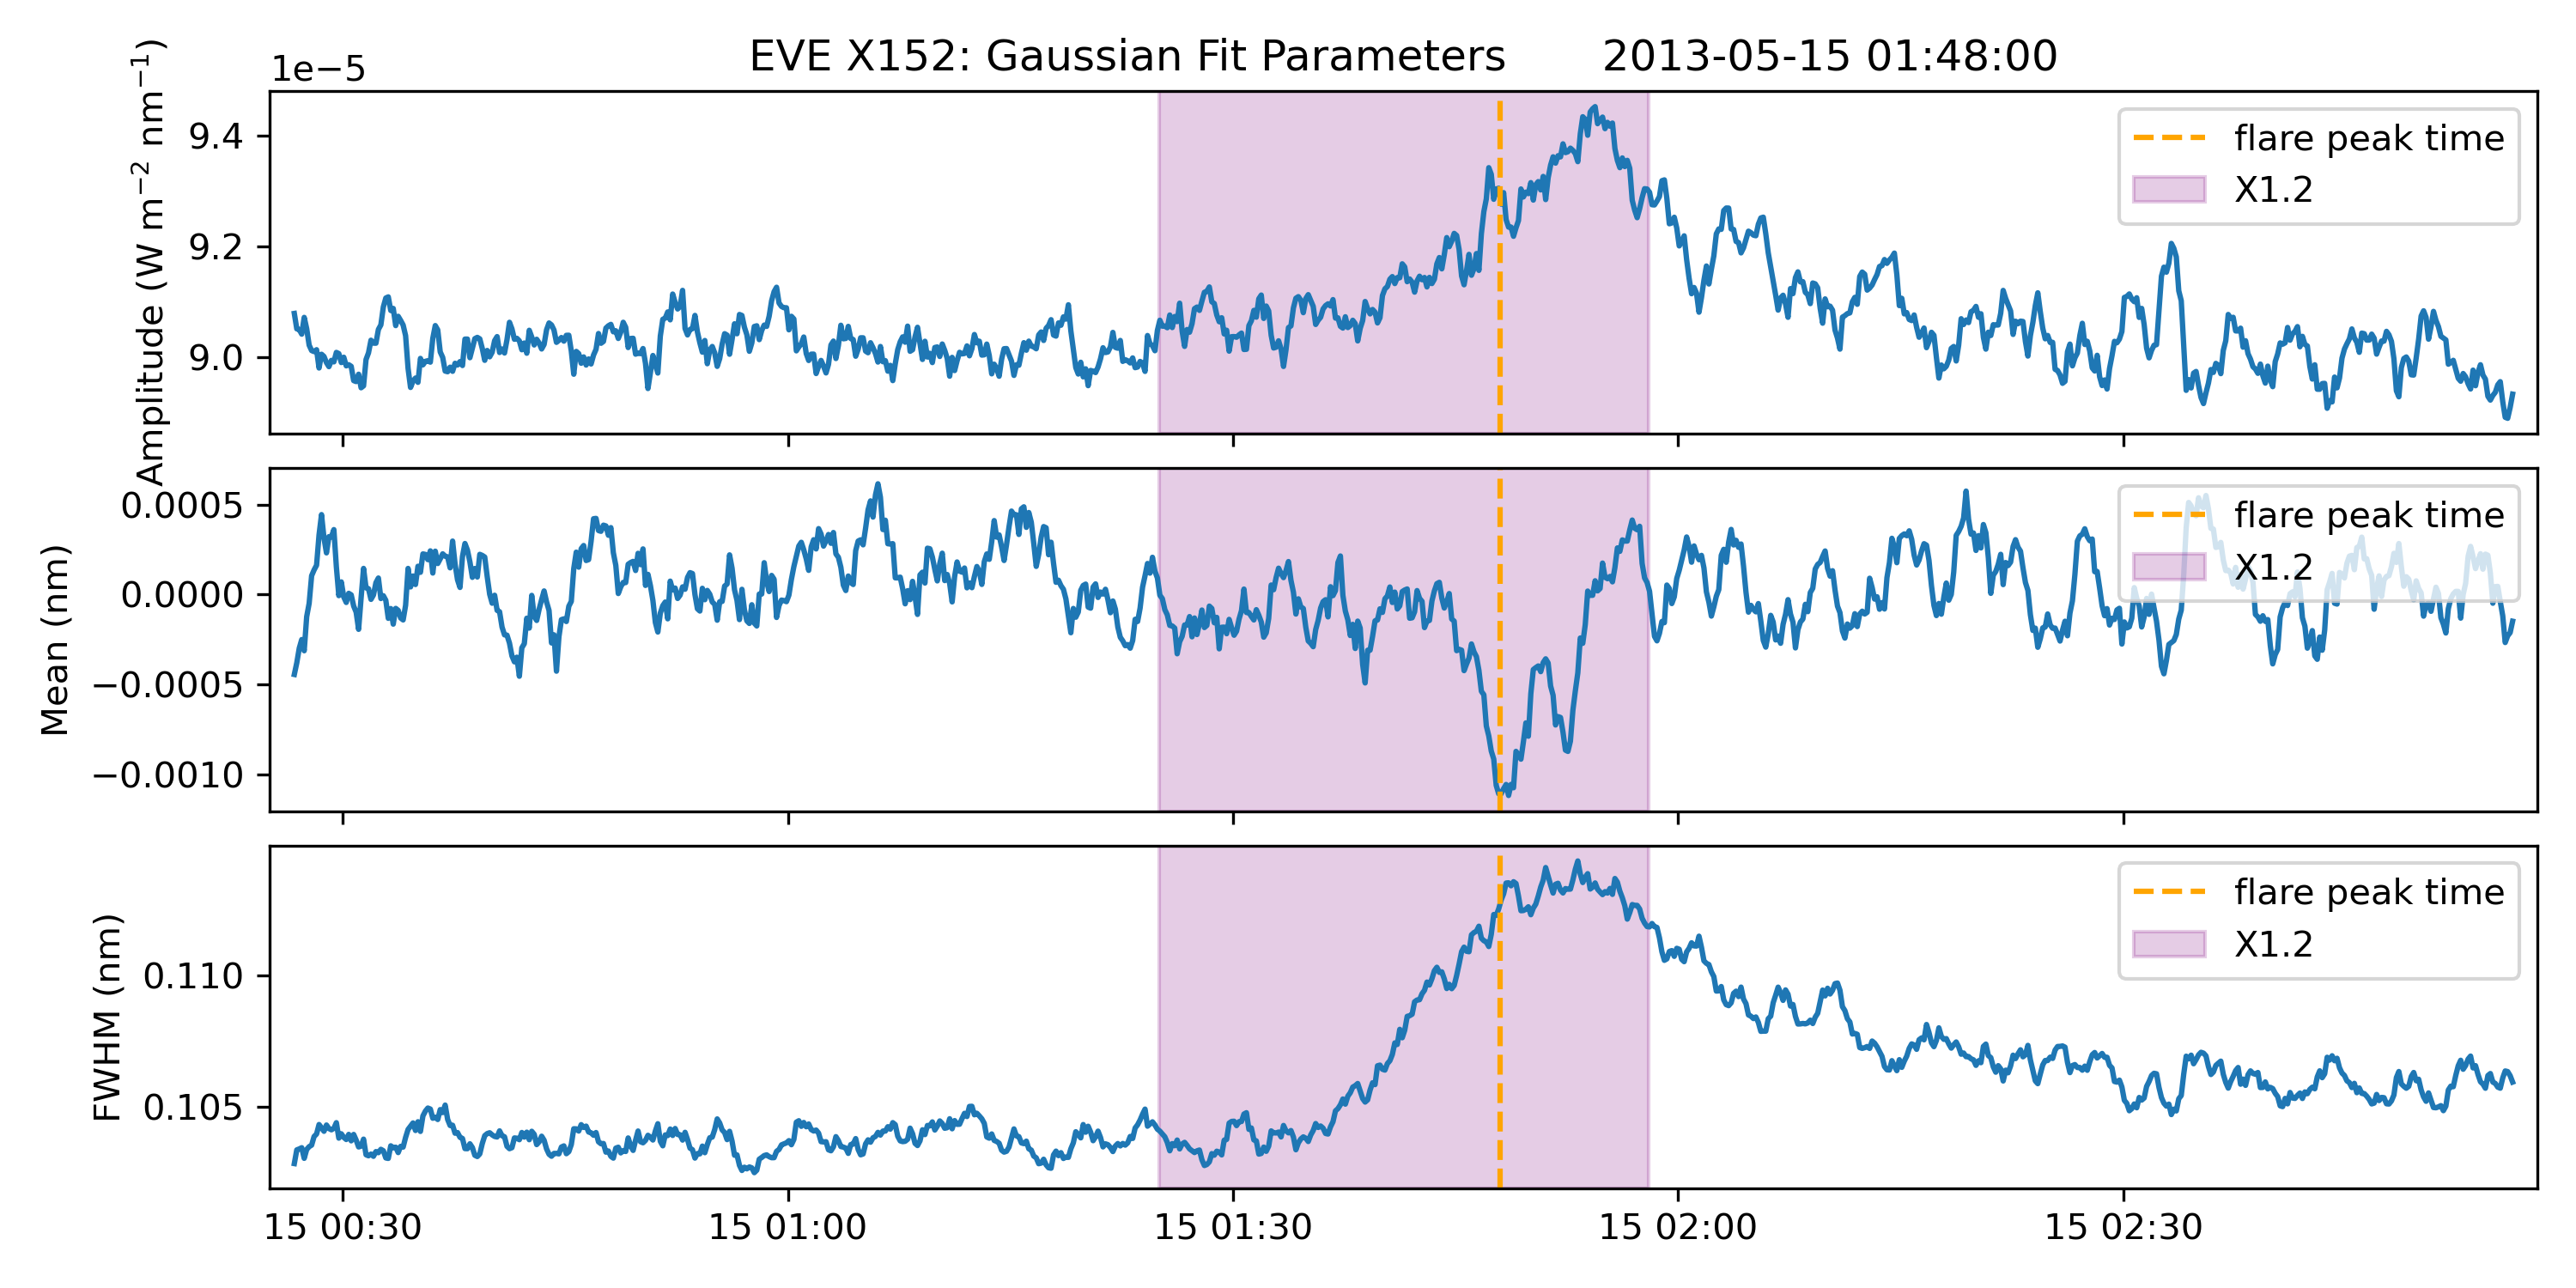 EVE X152: Gaussian Fit Parameters 2013-05-15 01:48:00
1e−5
Amplitude (W m⁻² nm⁻¹)
9.4
9.2
9.0
flare peak time
X1.2
Mean (nm)
0.0005
0.0000
−0.0005
−0.0010
flare peak time
X1.2
FWHM (nm)
0.110
0.105
flare peak time
X1.2
15 00:30 15 01:00 15 01:30 15 02:00 15 02:30